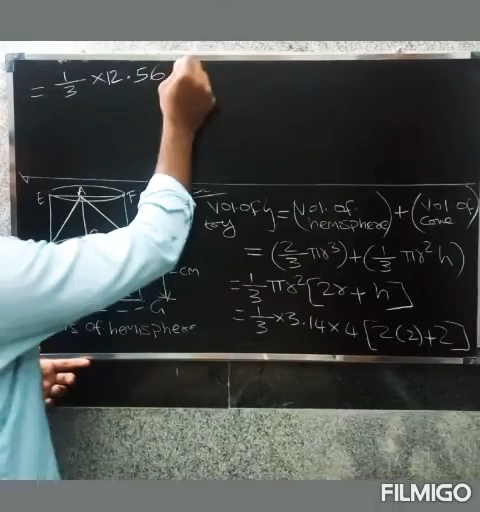 = 1/3 × 12.56
E A F
Vol. of toy = (Vol. of hemisphere) + (Vol. of cone)
= (2/3 πr³) + (1/3 πr² h)
= 1/3 πr² [2r + h]
= 1/3 × 3.14 × 4 [2(2) + 2]
cm
G
of hemisphere
FILMIGO